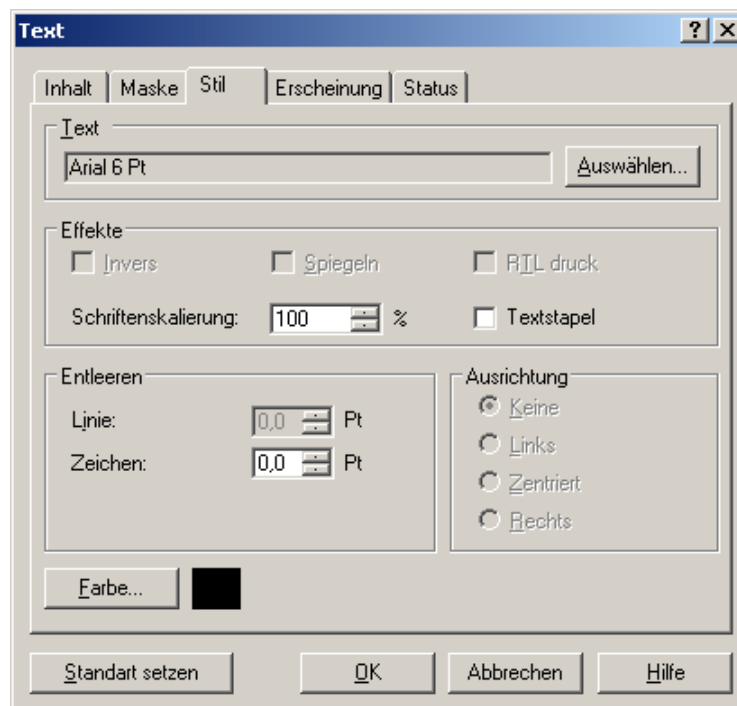 Text
Inhalt Maske Stil Erscheinung Status
Text
Arial 6 Pt Auswählen...
Effekte
Invers Spiegeln RTL druck
Schriftenskalierung: 100 % Textstapel
Entleeren
Linie: 0,0 Pt
Zeichen: 0,0 Pt
Ausrichtung
Keine
Links
Zentriert
Rechts
Farbe...
Standart setzen OK Abbrechen Hilfe